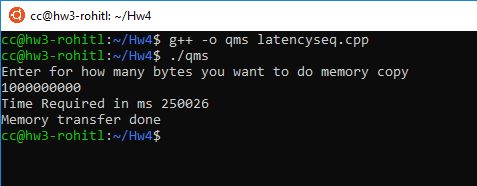 cc@hw3-rohitl: ~/Hw4
cc@hw3-rohitl:~/Hw4$ g++ -o qms latencyseq.cpp
cc@hw3-rohitl:~/Hw4$ ./qms
Enter for how many bytes you want to do memory copy
1000000000
Time Required in ms 250026
Memory transfer done
cc@hw3-rohitl:~/Hw4$